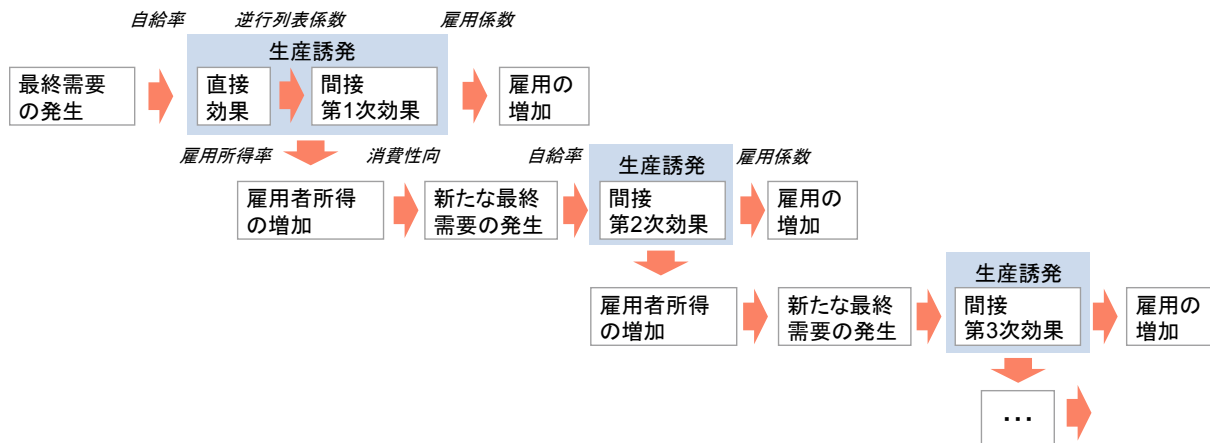 自給率
逆行列表係数
雇用係数
生産誘発
最終需要
の発生
直接
効果
間接
第1次効果
雇用の
増加
雇用所得率
消費性向
自給率
雇用係数
生産誘発
雇用者所得
の増加
新たな最終
需要の発生
間接
第2次効果
雇用の
増加
生産誘発
雇用者所得
の増加
新たな最終
需要の発生
間接
第3次効果
雇用の
増加
…